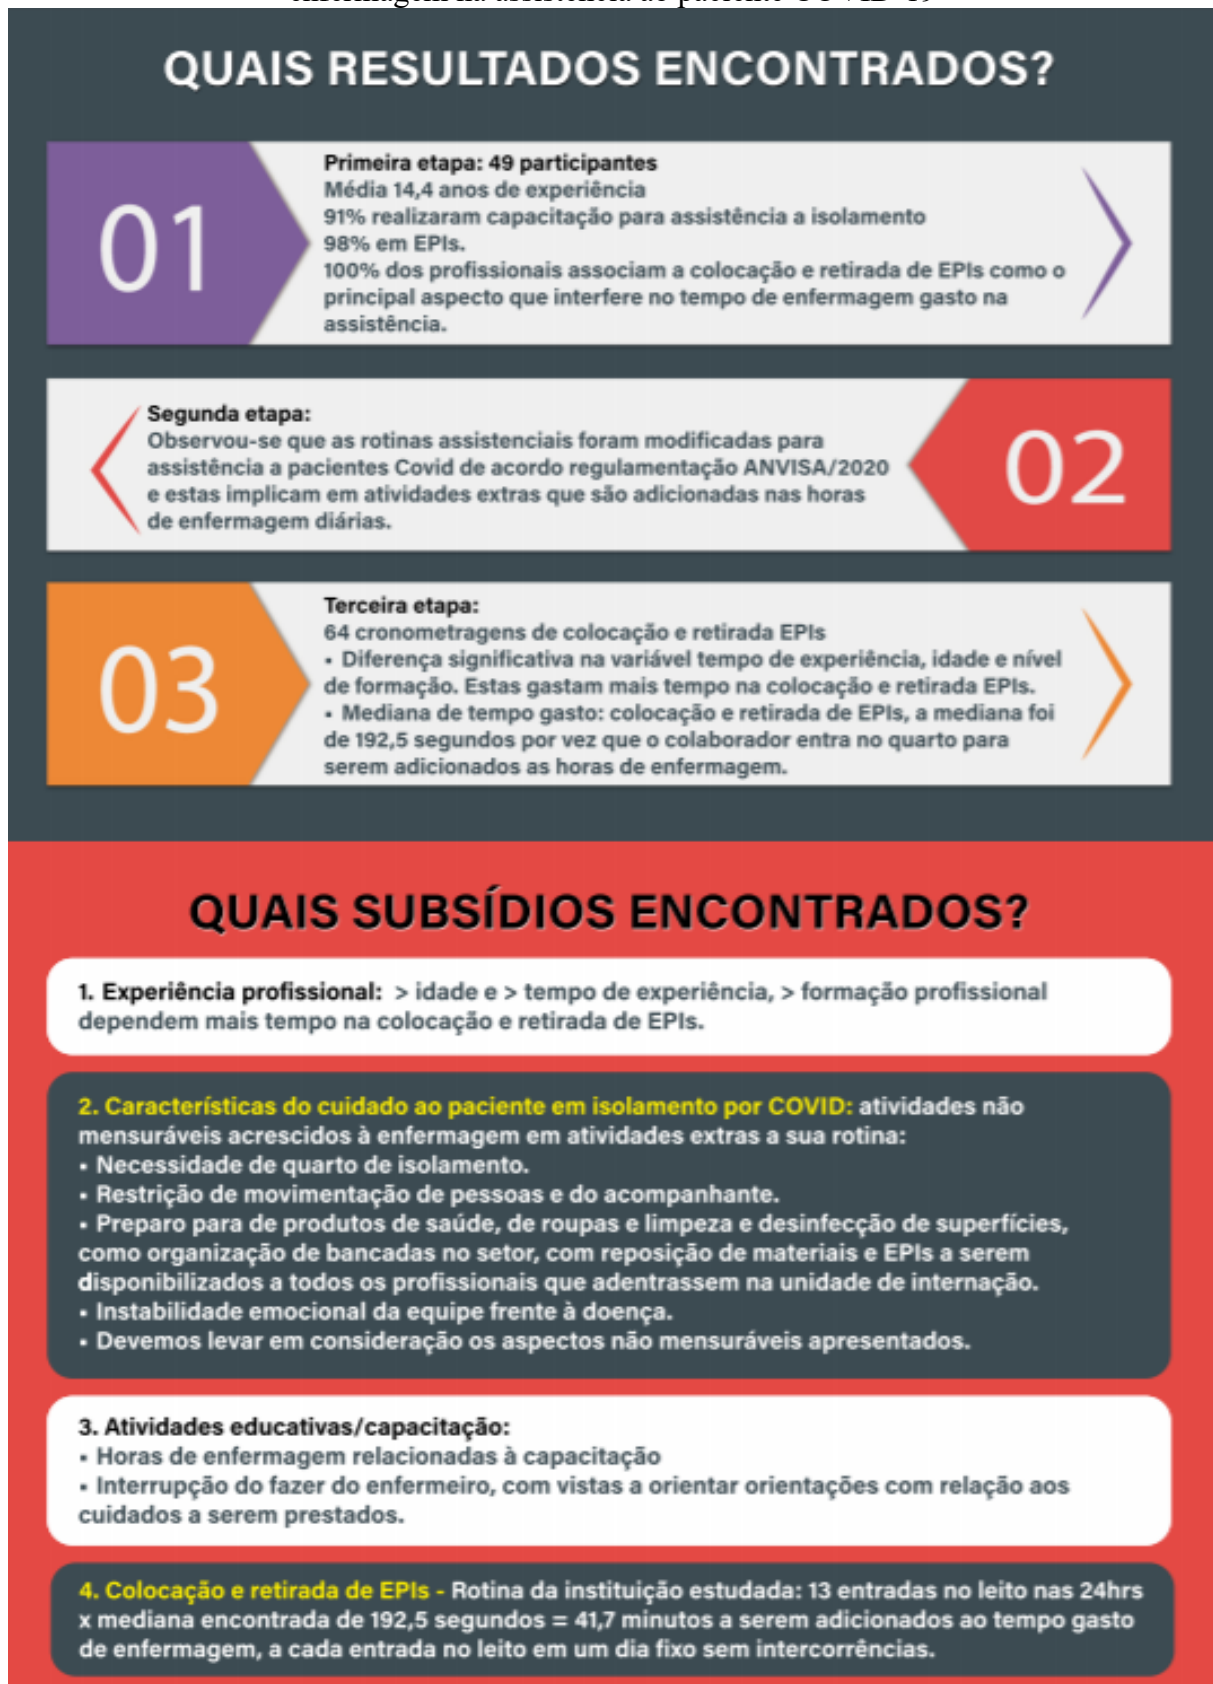 enfermagem na assistência ao paciente COVID-19
QUAIS RESULTADOS ENCONTRADOS?
01
Primeira etapa: 49 participantes
Média 14,4 anos de experiência
91% realizaram capacitação para assistência a isolamento
98% em EPIs.
100% dos profissionais associam a colocação e retirada de EPIs como o
principal aspecto que interfere no tempo de enfermagem gasto na
assistência.
Segunda etapa:
Observou-se que as rotinas assistenciais foram modificadas para
assistência a pacientes Covid de acordo regulamentação ANVISA/2020
e estas implicam em atividades extras que são adicionadas nas horas
de enfermagem diárias.
02
03
Terceira etapa:
64 cronometragens de colocação e retirada EPIs
• Diferença significativa na variável tempo de experiência, idade e nível
de formação. Estas gastam mais tempo na colocação e retirada EPIs.
• Mediana de tempo gasto: colocação e retirada de EPIs, a mediana foi
de 192,5 segundos por vez que o colaborador entra no quarto para
serem adicionados as horas de enfermagem.
QUAIS SUBSÍDIOS ENCONTRADOS?
1. Experiência profissional: > idade e > tempo de experiência, > formação profissional
dependem mais tempo na colocação e retirada de EPIs.
2. Características do cuidado ao paciente em isolamento por COVID: atividades não
mensuráveis acrescidos à enfermagem em atividades extras a sua rotina:
• Necessidade de quarto de isolamento.
• Restrição de movimentação de pessoas e do acompanhante.
• Preparo para de produtos de saúde, de roupas e limpeza e desinfecção de superfícies,
como organização de bancadas no setor, com reposição de materiais e EPIs a serem
disponibilizados a todos os profissionais que adentrassem na unidade de internação.
• Instabilidade emocional da equipe frente à doença.
• Devemos levar em consideração os aspectos não mensuráveis apresentados.
3. Atividades educativas/capacitação:
• Horas de enfermagem relacionadas à capacitação
• Interrupção do fazer do enfermeiro, com vistas a orientar orientações com relação aos
cuidados a serem prestados.
4. Colocação e retirada de EPIs - Rotina da instituição estudada: 13 entradas no leito nas 24hrs
x mediana encontrada de 192,5 segundos = 41,7 minutos a serem adicionados ao tempo gasto
de enfermagem, a cada entrada no leito em um dia fixo sem intercorrências.